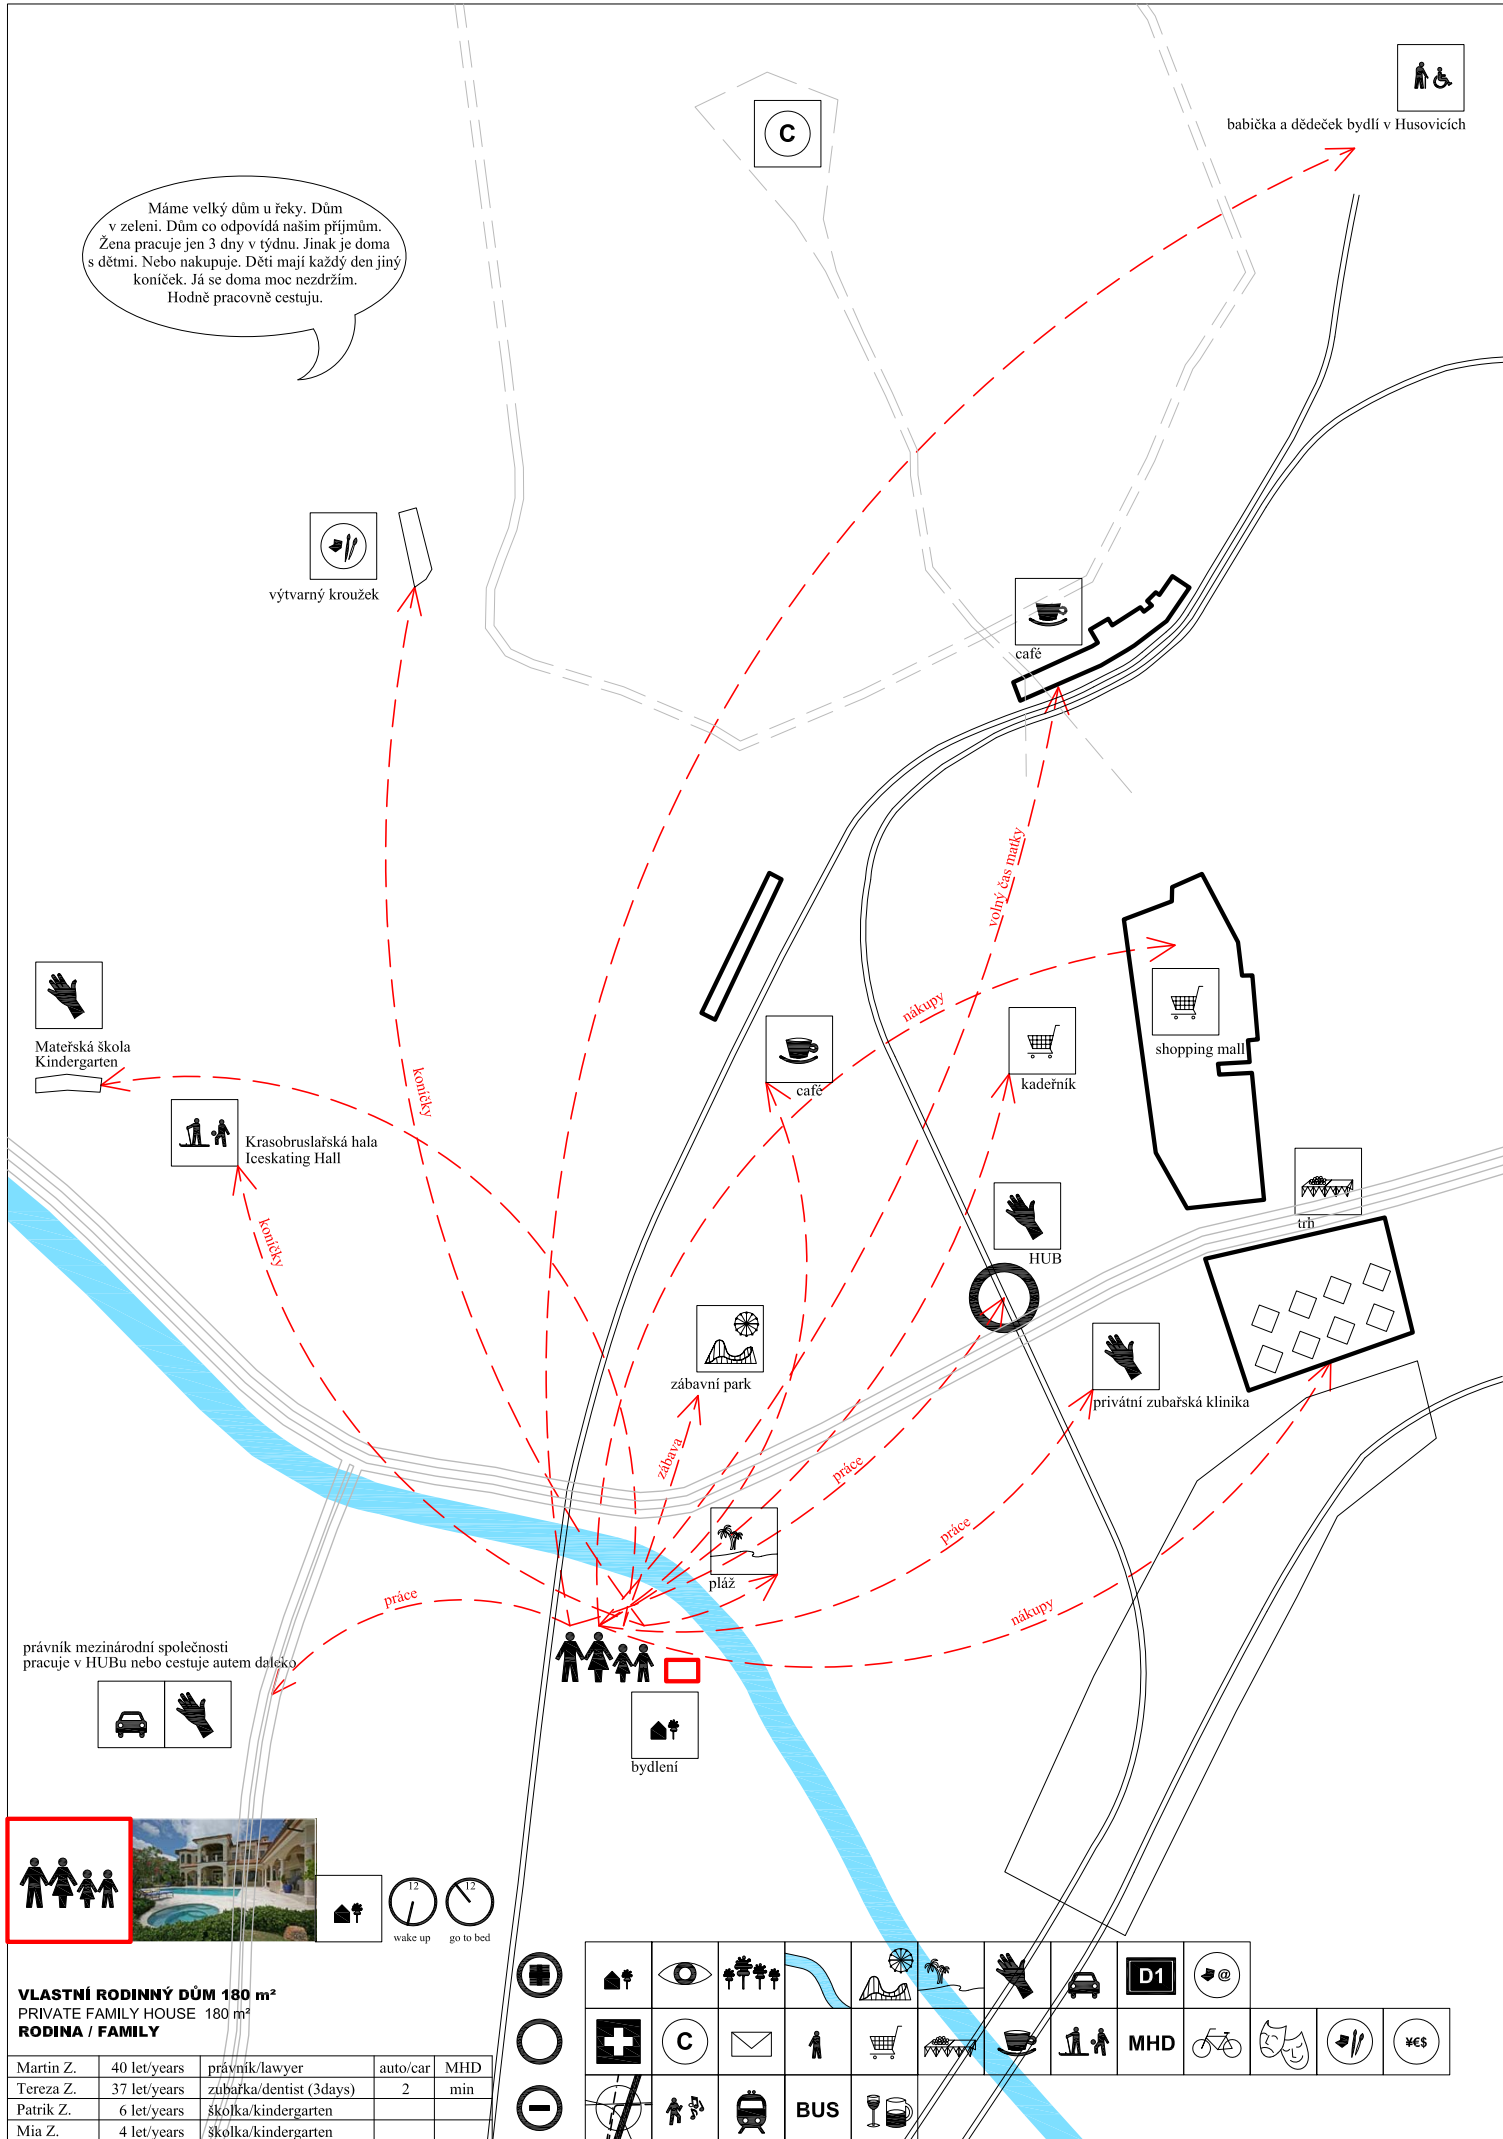 babička a dědeček bydlí v Husovicích
C
Máme velký dům u řeky. Dům
v zeleni. Dům co odpovídá našim příjmům.
Žena pracuje jen 3 dny v týdnu. Jinak je doma
s dětmi. Nebo nakupuje. Děti mají každý den jiný
koníček. Já se doma moc nezdržím.
Hodně pracovně cestuju.
výtvarný kroužek
café
volný čas matky
nákupy
Mateřská škola
Kindergarten
koníčky
café
kadeřník
shopping mall
Krasobruslařská hala
Iceskating Hall
koníčky
trh
HUB
zábavní park
privátní zubařská klinika
zábava
práce
práce
pláž
práce
nákupy
právník mezinárodní společnosti
pracuje v HUBu nebo cestuje autem daleko
bydlení
12
12
wake up
go to bed
VLASTNÍ RODINNÝ DŮM 180 m²
PRIVATE FAMILY HOUSE 180 m²
RODINA / FAMILY
Martin Z. 40 let/years právník/lawyer auto/car MHD
Tereza Z. 37 let/years zubařka/dentist (3days) 2 min
Patrik Z. 6 let/years školka/kindergarten
Mia Z. 4 let/years školka/kindergarten
D1
@
C
MHD
¥€$
BUS